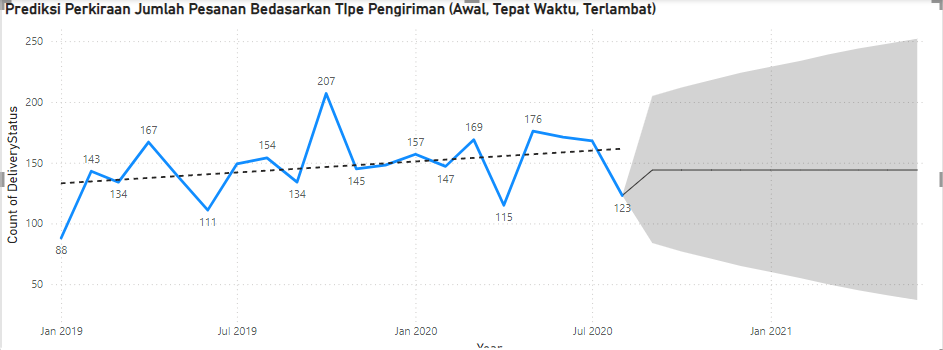 Prediksi Perkiraan Jumlah Pesanan Bedasarkan TIpe Pengiriman (Awal, Tepat Waktu, Terlambat)
Count of DeliveryStatus
250
200
150
100
50
88
143
134
167
111
154
134
207
145
157
147
169
115
176
123
Jan 2019
Jul 2019
Jan 2020
Jul 2020
Jan 2021